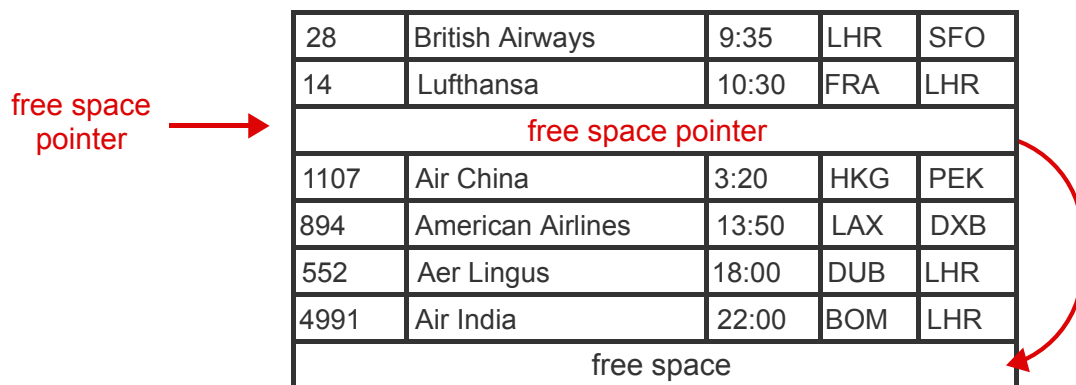 28 British Airways 9:35 LHR SFO
14 Lufthansa 10:30 FRA LHR
free space
pointer
free space pointer
1107 Air China 3:20 HKG PEK
894 American Airlines 13:50 LAX DXB
552 Aer Lingus 18:00 DUB LHR
4991 Air India 22:00 BOM LHR
free space